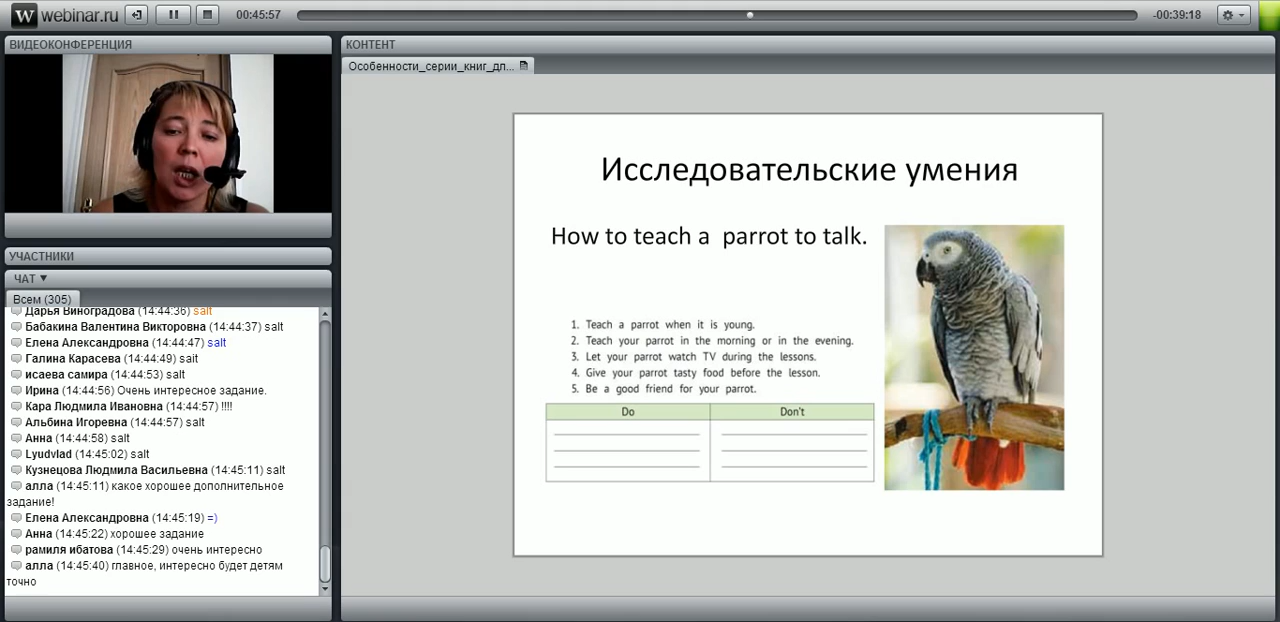 W webinar.ru
00:45:57
-00:39:18
ВИДЕОКОНФЕРЕНЦИЯ
УЧАСТНИКИ
ЧАТ ▼
Всем (305)
Дарья Виноградова (14:44:36) salt
Бабакина Валентина Викторовна (14:44:37) salt
Елена Александровна (14:44:47) salt
Галина Карасева (14:44:49) sait
исаева самира (14:44:53) salt
Ирина (14:44:56) Очень интересное задание.
Кара Людмила Ивановна (14:44:57) !!!!
Альбина Игоревна (14:44:57) salt
Анна (14:44:58) salt
Lyudvlad (14:45:02) salt
Кузнецова Людмила Васильевна (14:45:11) salt
алла (14:45:11) какое хорошее дополнительное
задание!
Елена Александровна (14:45:19) =)
Анна (14:45:22) хорошее задание
рамиля ибатова (14:45:29) очень интересно
алла (14:45:40) главное, интересно будет детям
точно
КОНТЕНТ
Особенности_серии_книг_дл...
Исследовательские умения
How to teach a parrot to talk.
1. Teach a parrot when it is young.
2. Teach your parrot in the morning or in the evening.
3. Let your parrot watch TV during the lessons.
4. Give your parrot tasty food before the lesson.
5. Be a good friend for your parrot.
Do Don't